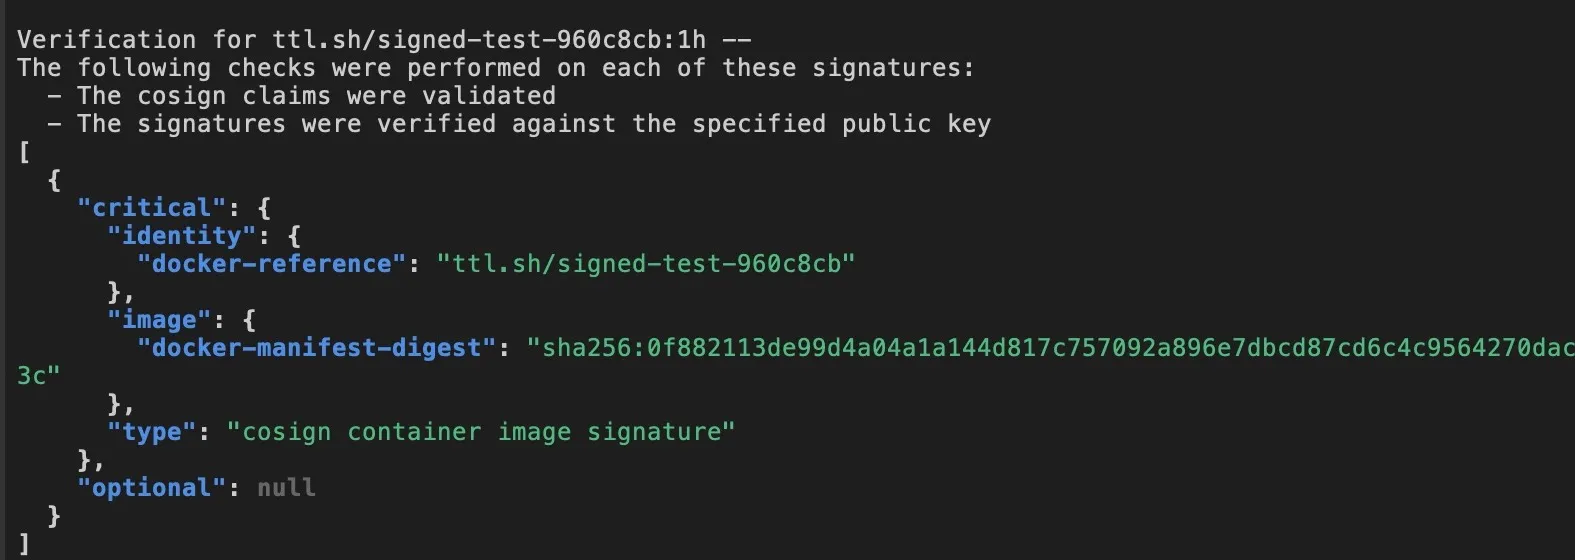 Verification for ttl.sh/signed-test-960c8cb:1h --
The following checks were performed on each of these signatures:
  - The cosign claims were validated
  - The signatures were verified against the specified public key
[
  {
    "critical": {
      "identity": {
        "docker-reference": "ttl.sh/signed-test-960c8cb"
      },
      "image": {
        "docker-manifest-digest": "sha256:0f882113de99d4a04a1a144d817c757092a896e7dbcd87cd6c4c9564270dac
3c"
      },
      "type": "cosign container image signature"
    },
    "optional": null
  }
]